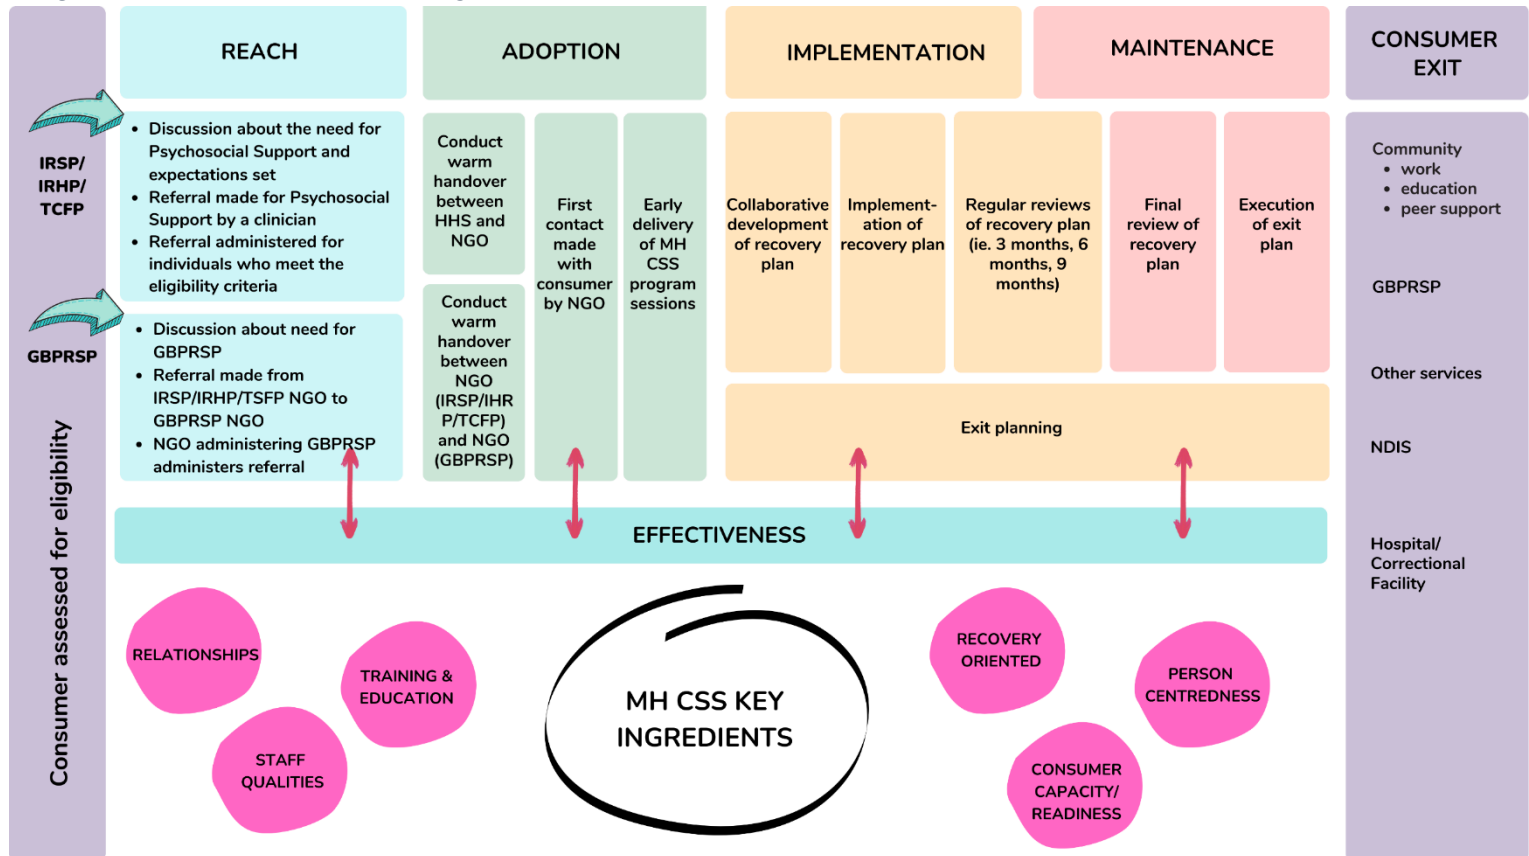 REACH
ADOPTION
IMPLEMENTATION
MAINTENANCE
CONSUMER
EXIT
IRSP/
IRHP/
TCFP
GBPRSP
Consumer assessed for eligibility
• Discussion about the need for
Psychosocial Support and
expectations set
• Referral made for Psychosocial
Support by a clinician
• Referral administered for
individuals who meet the
eligibility criteria
• Discussion about need for
GBPRSP
• Referral made from
IRSP/IRHP/TSFP NGO to
GBPRSP NGO
• NGO administering GBPRSP
administers referral
Conduct
warm
handover
between
HHS and
NGO
Conduct
warm
handover
between
NGO
(IRSP/IHR
P/TCFP)
and NGO
(GBPRSP)
First
contact
made
with
consumer
by NGO
Early
delivery
of MH
CSS
program
sessions
Collaborative
development
of recovery
plan
Implement-
ation of
recovery plan
Regular reviews
of recovery plan
(ie. 3 months, 6
months, 9
months)
Final
review of
recovery
plan
Execution
of exit
plan
Exit planning
Community
• work
• education
• peer support
GBPRSP
Other services
NDIS
Hospital/
Correctional
Facility
EFFECTIVENESS
RELATIONSHIPS
TRAINING &
EDUCATION
STAFF
QUALITIES
MH CSS KEY
INGREDIENTS
RECOVERY
ORIENTED
PERSON
CENTREDNESS
CONSUMER
CAPACITY/
READINESS